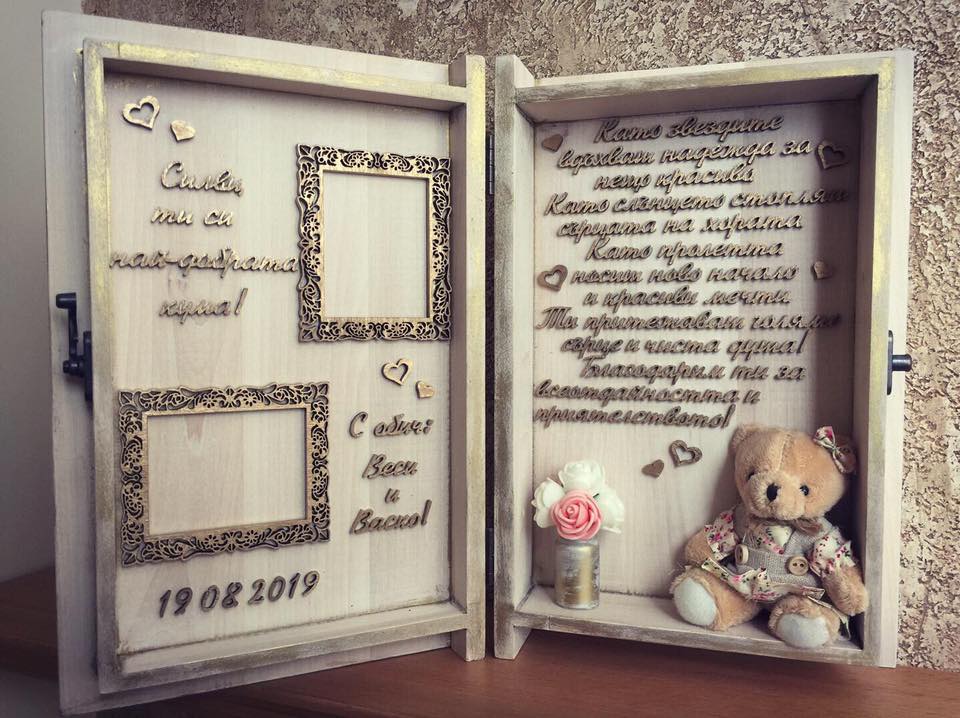 Силви,
ти си
най-добрата
кума!
С обич:
Веси
и
Васко!
19 08 2019
Като звездите
вдъхваш надежда за
нещо красиво
Като слънцето стопляш
сърцата на хората
Като пролетта
носиш ново начало
и красиви мечти
Ти притежаваш голямо
сърце и чиста душа!
Благодарим ти за
всеотдайността и
приятелството!